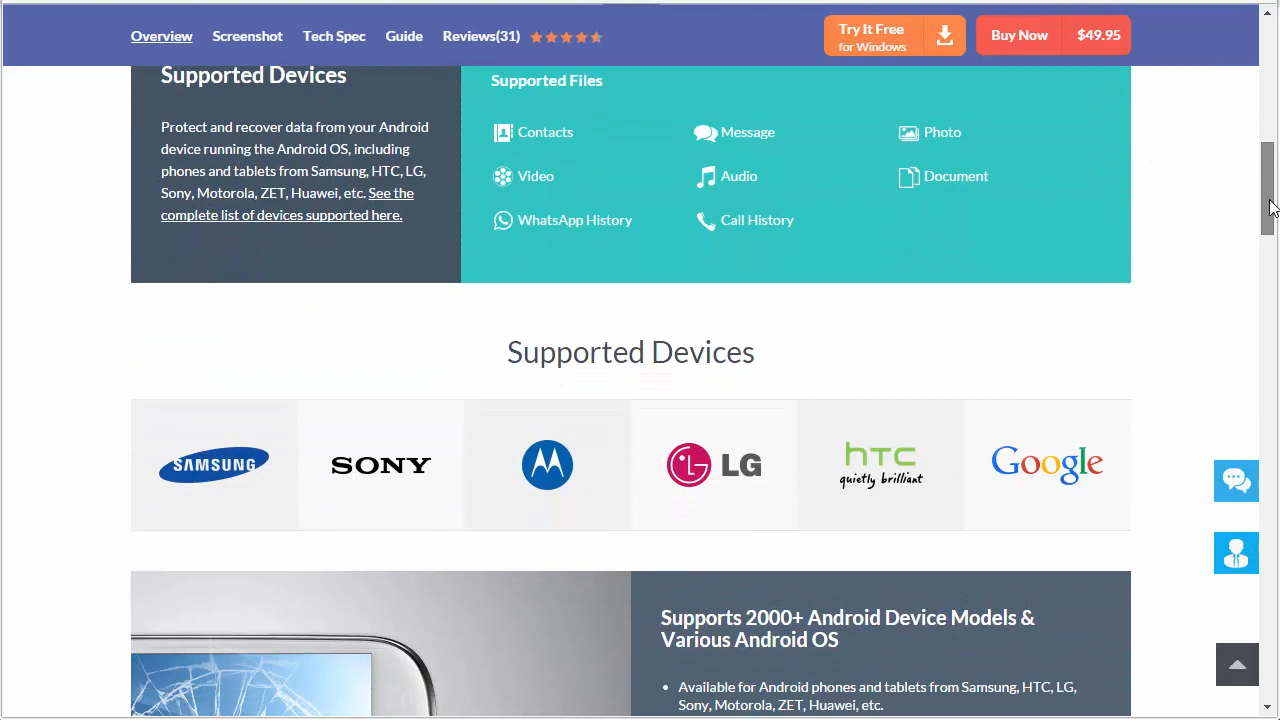 Overview Screenshot Tech Spec Guide Reviews(31)
Try It Free
for Windows
Buy Now $49.95
Supported Devices
Protect and recover data from your Android
device running the Android OS, including
phones and tablets from Samsung, HTC, LG,
Sony, Motorola, ZET, Huawei, etc. See the
complete list of devices supported here.
Supported Files
Contacts Message Photo
Video Audio Document
WhatsApp History Call History
Supported Devices
SAMSUNG SONY LG hTC Google
quietly brilliant
Supports 2000+ Android Device Models &
Various Android OS
• Available for Android phones and tablets from Samsung, HTC, LG,
Sony, Motorola, ZET, Huawei, etc.